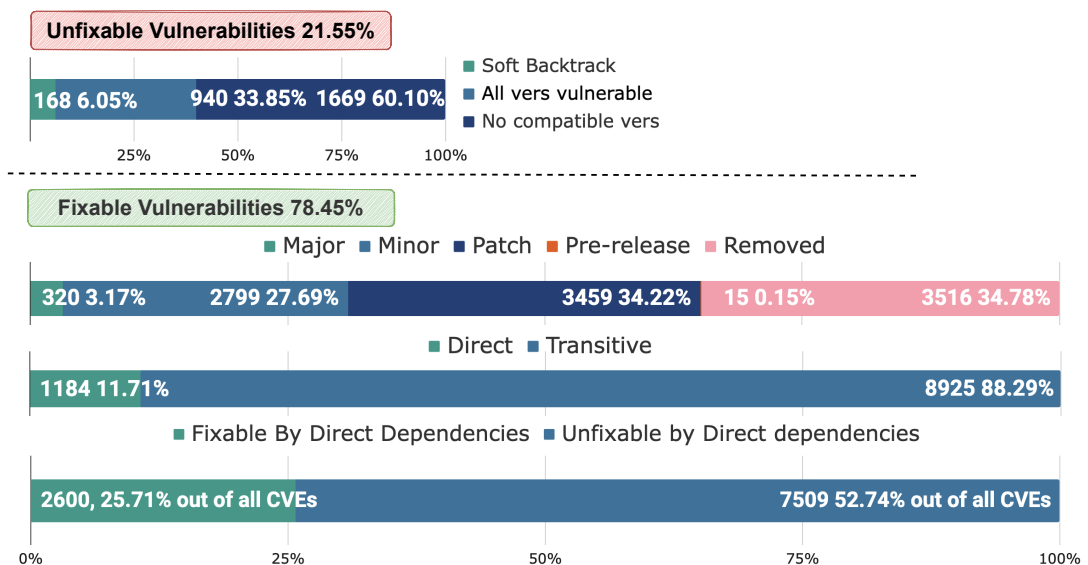 Unfixable Vulnerabilities 21.55%
Soft Backtrack
168 6.05% 940 33.85% 1669 60.10%
All vers vulnerable
No compatible vers
25% 50% 75% 100%
Fixable Vulnerabilities 78.45%
Major Minor Patch Pre-release Removed
320 3.17% 2799 27.69% 3459 34.22% 15 0.15% 3516 34.78%
Direct Transitive
1184 11.71% 8925 88.29%
Fixable By Direct Dependencies Unfixable by Direct dependencies
2600, 25.71% out of all CVEs 7509 52.74% out of all CVEs
0% 25% 50% 75% 100%